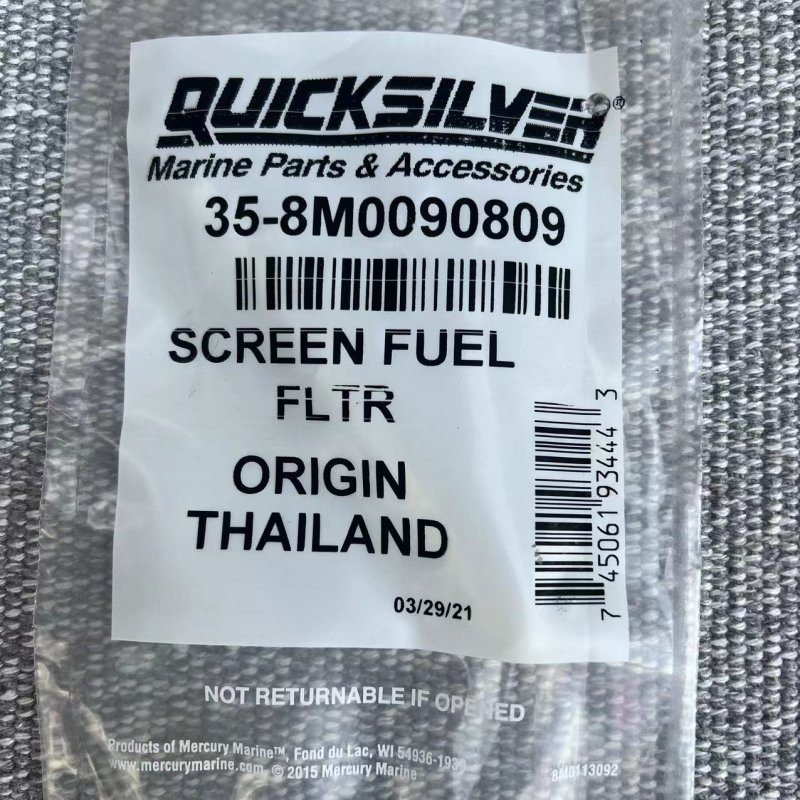 QUICKSILVER®
Marine Parts & Accessories
35-8M0090809
SCREEN FUEL
FLTR
ORIGIN
THAILAND
03/29/21
7 45061 93444 3
NOT RETURNABLE IF OPENED
Products of Mercury Marine™, Fond du Lac, WI 54936-1939
www.mercurymarine.com © 2015 Mercury Marine
8M0113092